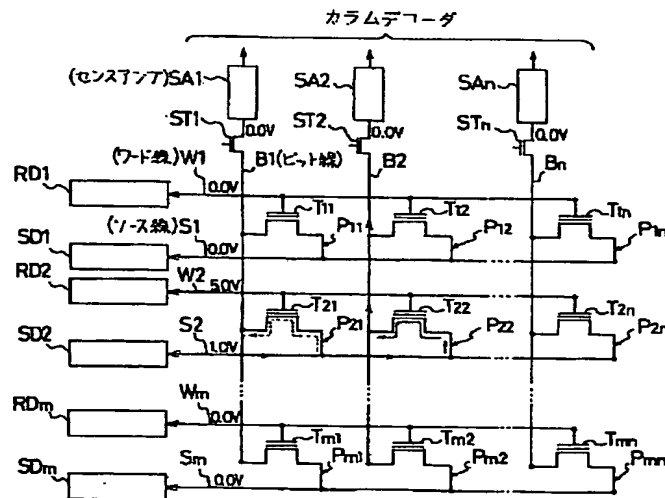 カラムデコーダ
(センスアンプ)SA1 SA2 SAn
0.0V 0.0V 0.0V
ST1 ST2 STn
(ワード線)W1 B1(ビット線) B2 Bn
RD1 0.0V
T11 T12 T1n
(ソース線)S1 P11 P12 P1n
SD1 0.0V
RD2 W2
5.0V T21 T22 T2n
S2 P21 P22 P2n
SD2 1.0V
Wm
RDm 0.0V
Tm1 Tm2 Tmn
Sm Pm1 Pm2 Pmn
SDm 0.0V